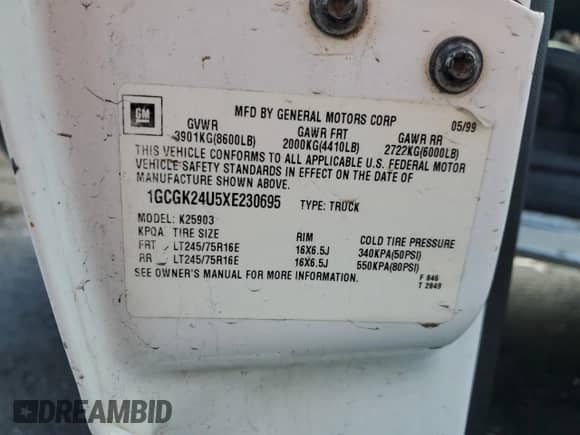 GM
MFD BY GENERAL MOTORS CORP 05/99
GVWR GAWR FRT GAWR RR
3901KG(8600LB) 2000KG(4410LB) 2722KG(6000LB)
THIS VEHICLE CONFORMS TO ALL APPLICABLE U.S. FEDERAL MOTOR
VEHICLE SAFETY STANDARDS IN EFFECT ON THE DATE OF
MANUFACTURE SHOWN ABOVE.
1GCGK24U5XE230695 TYPE: TRUCK
MODEL: K25903
KPOA TIRE SIZE RIM COLD TIRE PRESSURE
FRT LT245/75R16E 16X6.5J 340KPA(50PSI)
RR LT245/75R16E 16X6.5J 550KPA(80PSI)
SEE OWNER'S MANUAL FOR MORE INFORMATION.
F 846
T 2849
DREAMBID